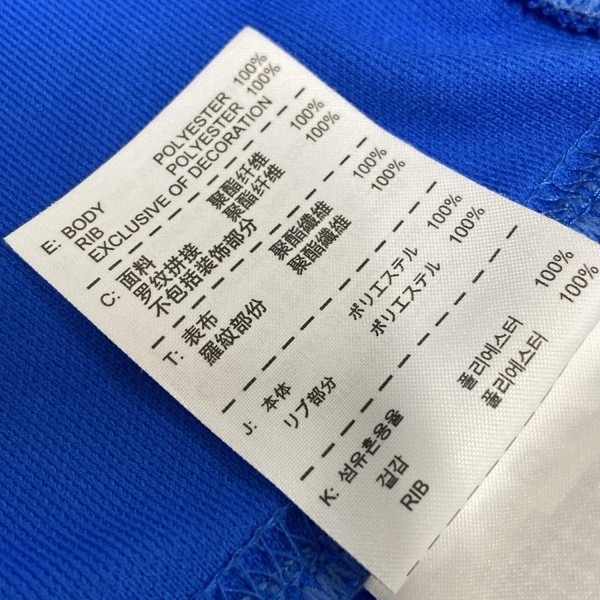 E: BODY POLYESTER 100%
RIB POLYESTER 100%
EXCLUSIVE OF DECORATION
C: 面料 聚酯纤维 100%
罗纹拼接 聚酯纤维 100%
不包括装饰部分
T: 表布 聚酯纖維 100%
羅紋部份 聚酯纖維 100%
J: 本体 ポリエステル 100%
リブ部分 ポリエステル 100%
K: 섬유혼용율
겉감 폴리에스터 100%
RIB 폴리에스터 100%